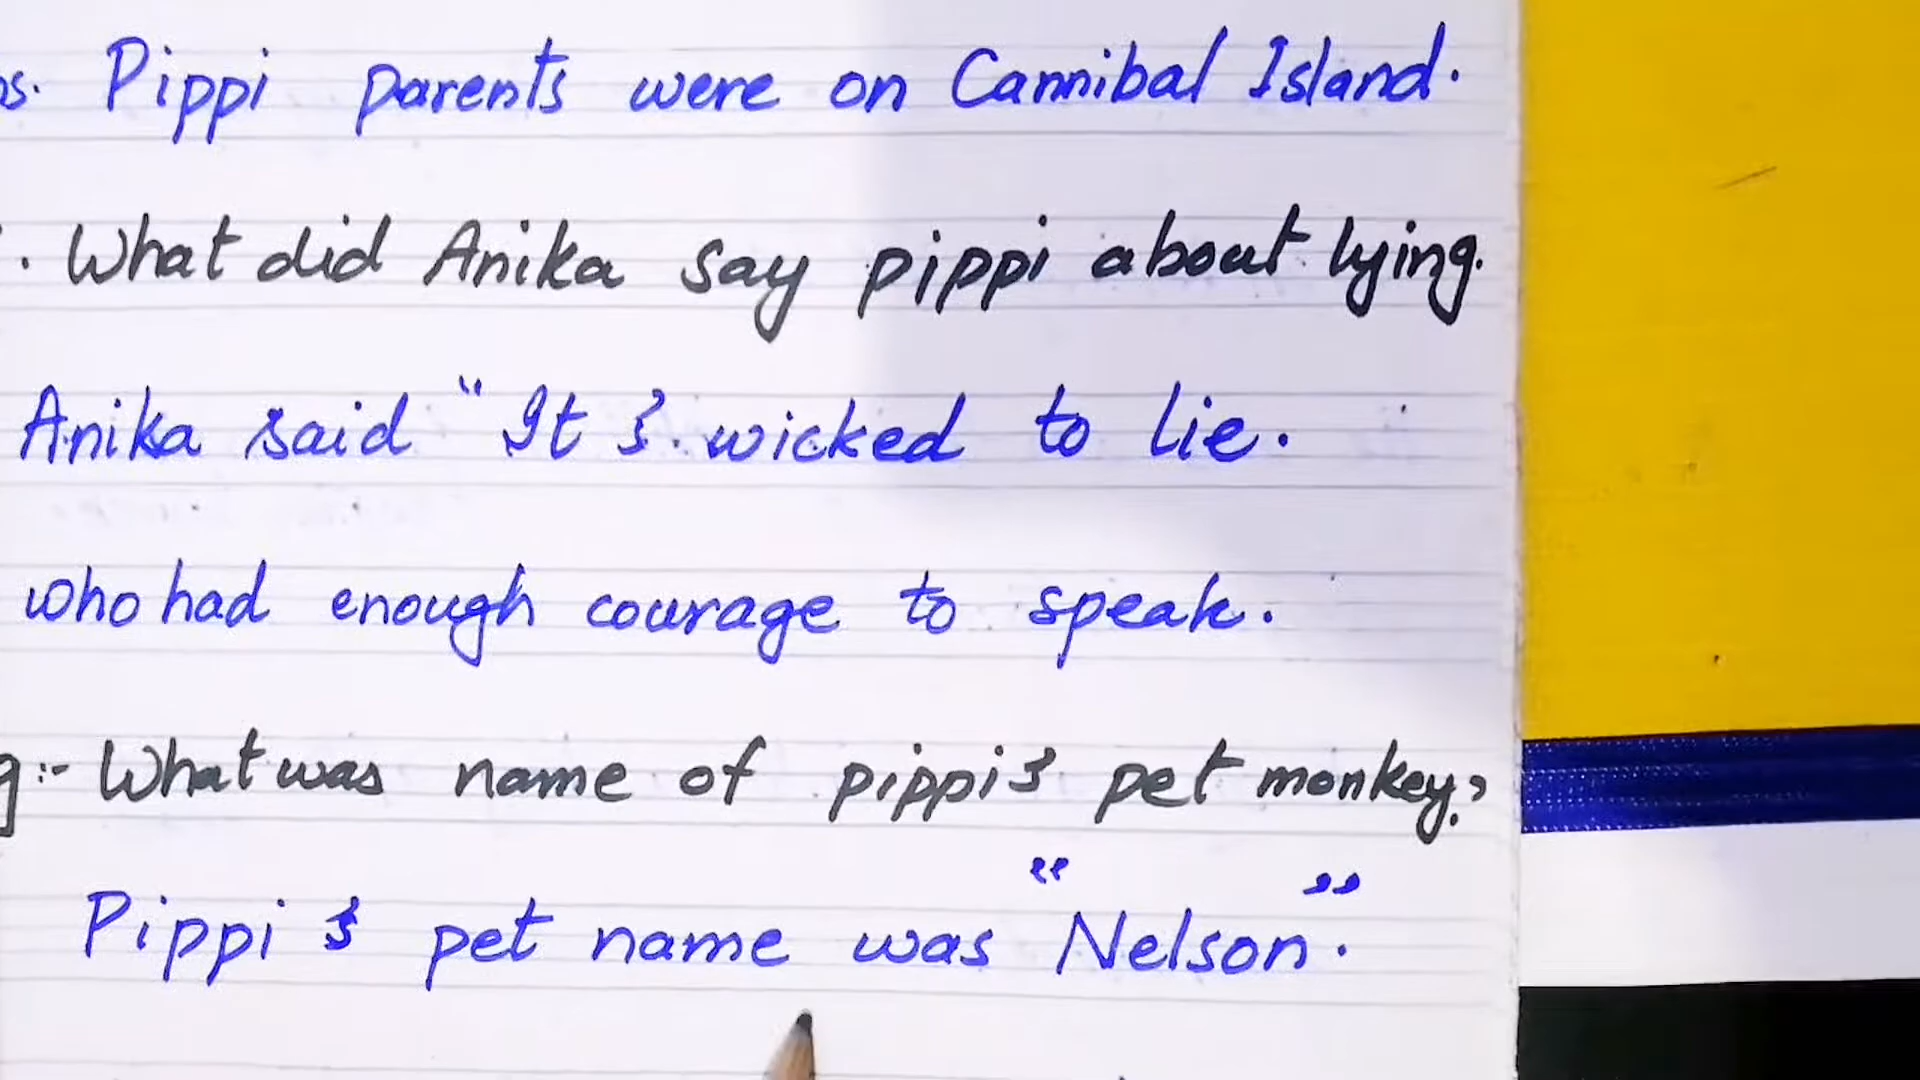 s. Pippi parents were on Cannibal Island.
. What did Anika say pippi about lying.
Anika said "It s. wicked to lie.
who had enough courage to speak.
g:- What was name of pippi's pet monkey?
Pippi s pet name was "Nelson".